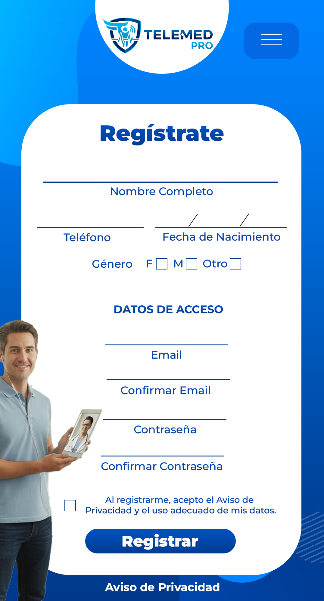 TELEMED
PRO
Regístrate
Nombre Completo
/ /
Teléfono Fecha de Nacimiento
Género F M Otro
DATOS DE ACCESO
Email
Confirmar Email
Contraseña
Confirmar Contraseña
Al registrarme, acepto el Aviso de
Privacidad y el uso adecuado de mis datos.
Registrar
Aviso de Privacidad